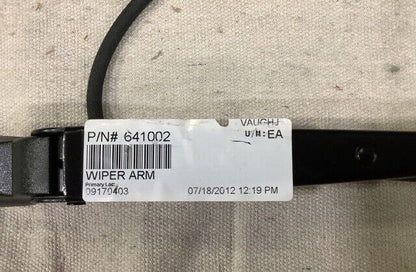 VAUGHJ
P/N# 641002
U/M:EA
WIPER ARM
Primary Loc:
09170403
07/18/2012 12:19 PM